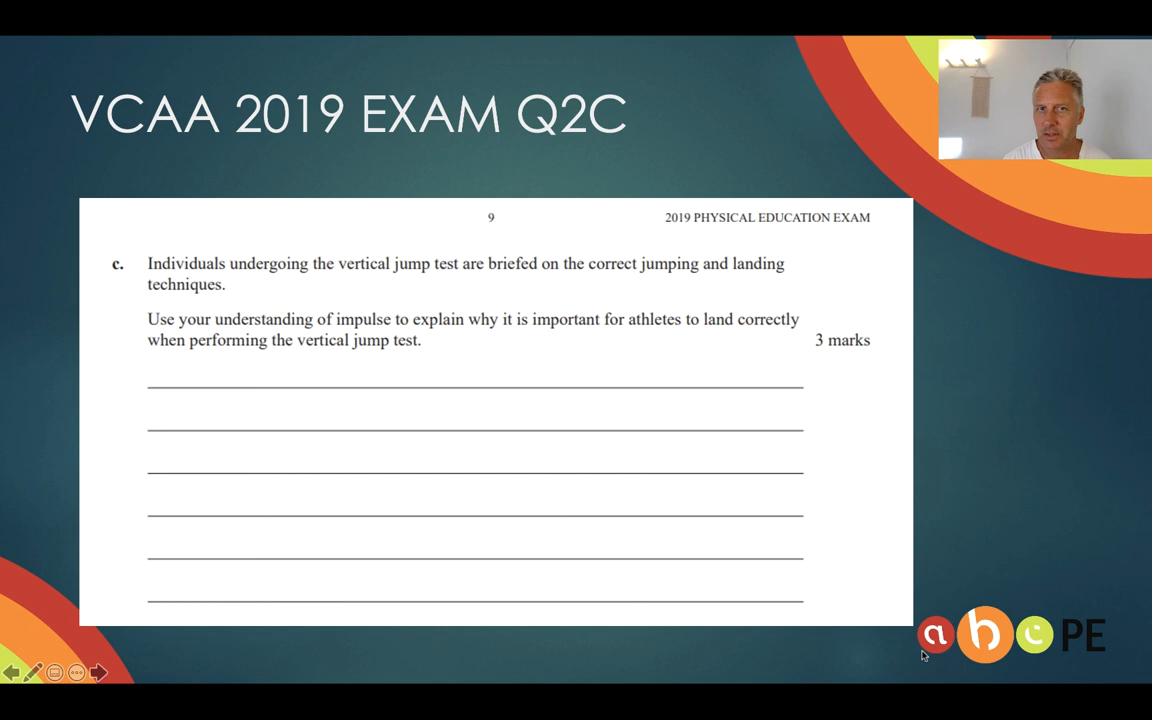 VCAA 2019 EXAM Q2C
9 2019 PHYSICAL EDUCATION EXAM
c. Individuals undergoing the vertical jump test are briefed on the correct jumping and landing
techniques.
Use your understanding of impulse to explain why it is important for athletes to land correctly
when performing the vertical jump test. 3 marks
a b c PE